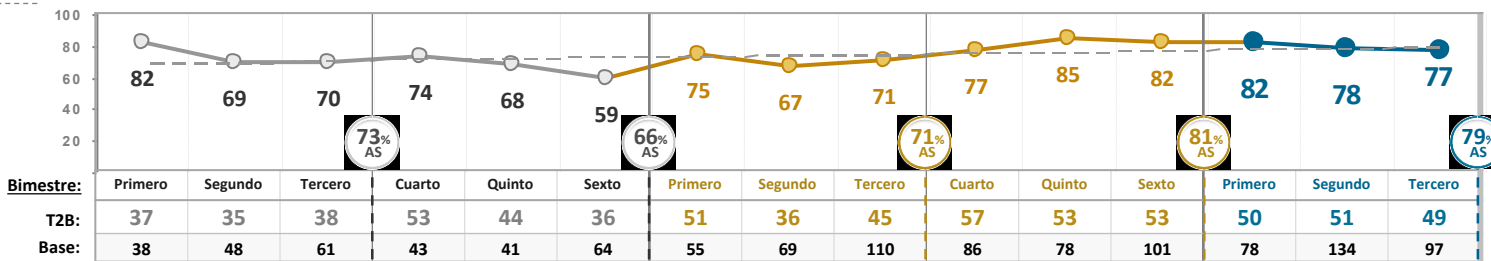 100
80
60
40
20
82 69 70 74 68 59 75 67 71 77 85 82 82 78 77
73% AS 66% AS 71% AS 81% AS 79% AS
Bimestre: Primero Segundo Tercero Cuarto Quinto Sexto Primero Segundo Tercero Cuarto Quinto Sexto Primero Segundo Tercero
T2B: 37 35 38 53 44 36 51 36 45 57 53 53 50 51 49
Base: 38 48 61 43 41 64 55 69 110 86 78 101 78 134 97